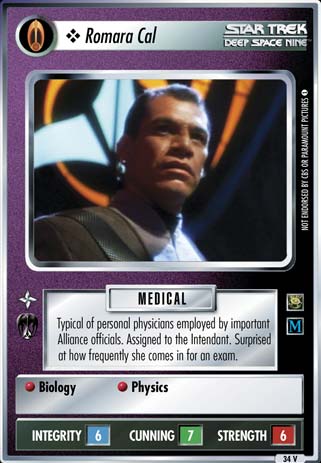 ❖ Romara Cal
STAR TREK
DEEP SPACE NINE
NOT ENDORSED BY CBS OR PARAMOUNT PICTURES
MEDICAL
Typical of personal physicians employed by important
Alliance officials. Assigned to the Intendant. Surprised
at how frequently she comes in for an exam.
M
Biology Physics
INTEGRITY 6 CUNNING 7 STRENGTH 6
34 V